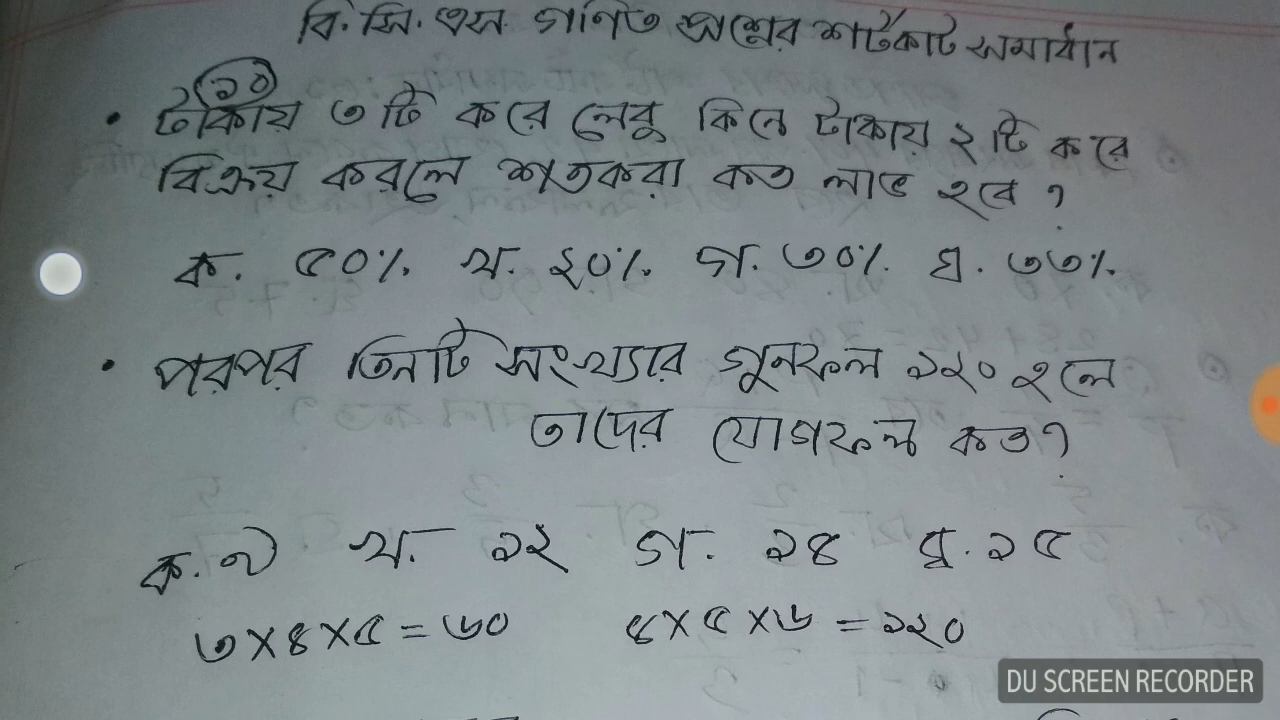 বি. সি. এস. গণিত প্রশ্নের শর্টকাট সমাধান
১০
• টাকায় ৩ টি করে লেবু কিনে টাকায় ২ টি করে
বিক্রয় করলে শতকরা কত লাভ হবে ?
ক. ৫০%. খ. ২০%. গ. ৩০%. ঘ. ৩৩%.
• পরপর তিনটি সংখ্যার গুনফল ১২০ হলে
তাদের যোগফল কত ?
ক. ৯ খ. ১২ গ. ১৪ ঘ. ১৫
৩×৪×৫ = ৬০ ৪×৫×৬ = ১২০
DU SCREEN RECORDER